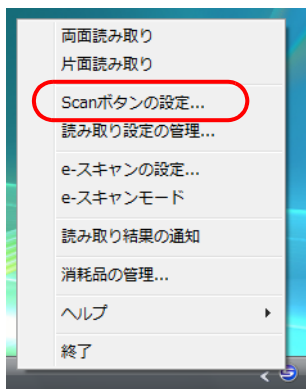 両面読み取り
片面読み取り
Scanボタンの設定...
読み取り設定の管理...
e-スキャンの設定...
e-スキャンモード
読み取り結果の通知
消耗品の管理...
ヘルプ
終了